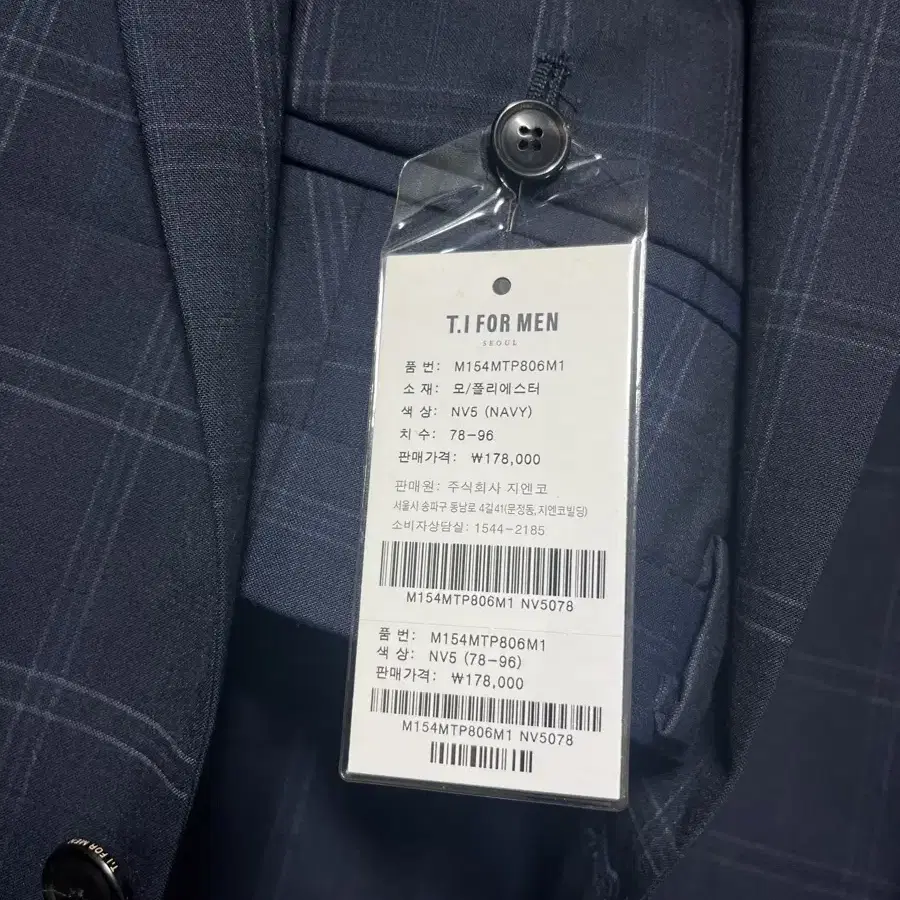 T.I FOR MEN
SEOUL
품 번: M154MTP806M1
소 재: 모/폴리에스터
색 상: NV5 (NAVY)
치 수: 78-96
판매가격: ₩178,000
판매원: 주식회사 지엔코
서울시 송파구 동남로 4길41(문정동,지엔코빌딩)
소비자상담실: 1544-2185
M154MTP806M1 NV5078
품 번: M154MTP806M1
색 상: NV5 (78-96)
판매가격: ₩178,000
M154MTP806M1 NV5078
T.I FOR MEN